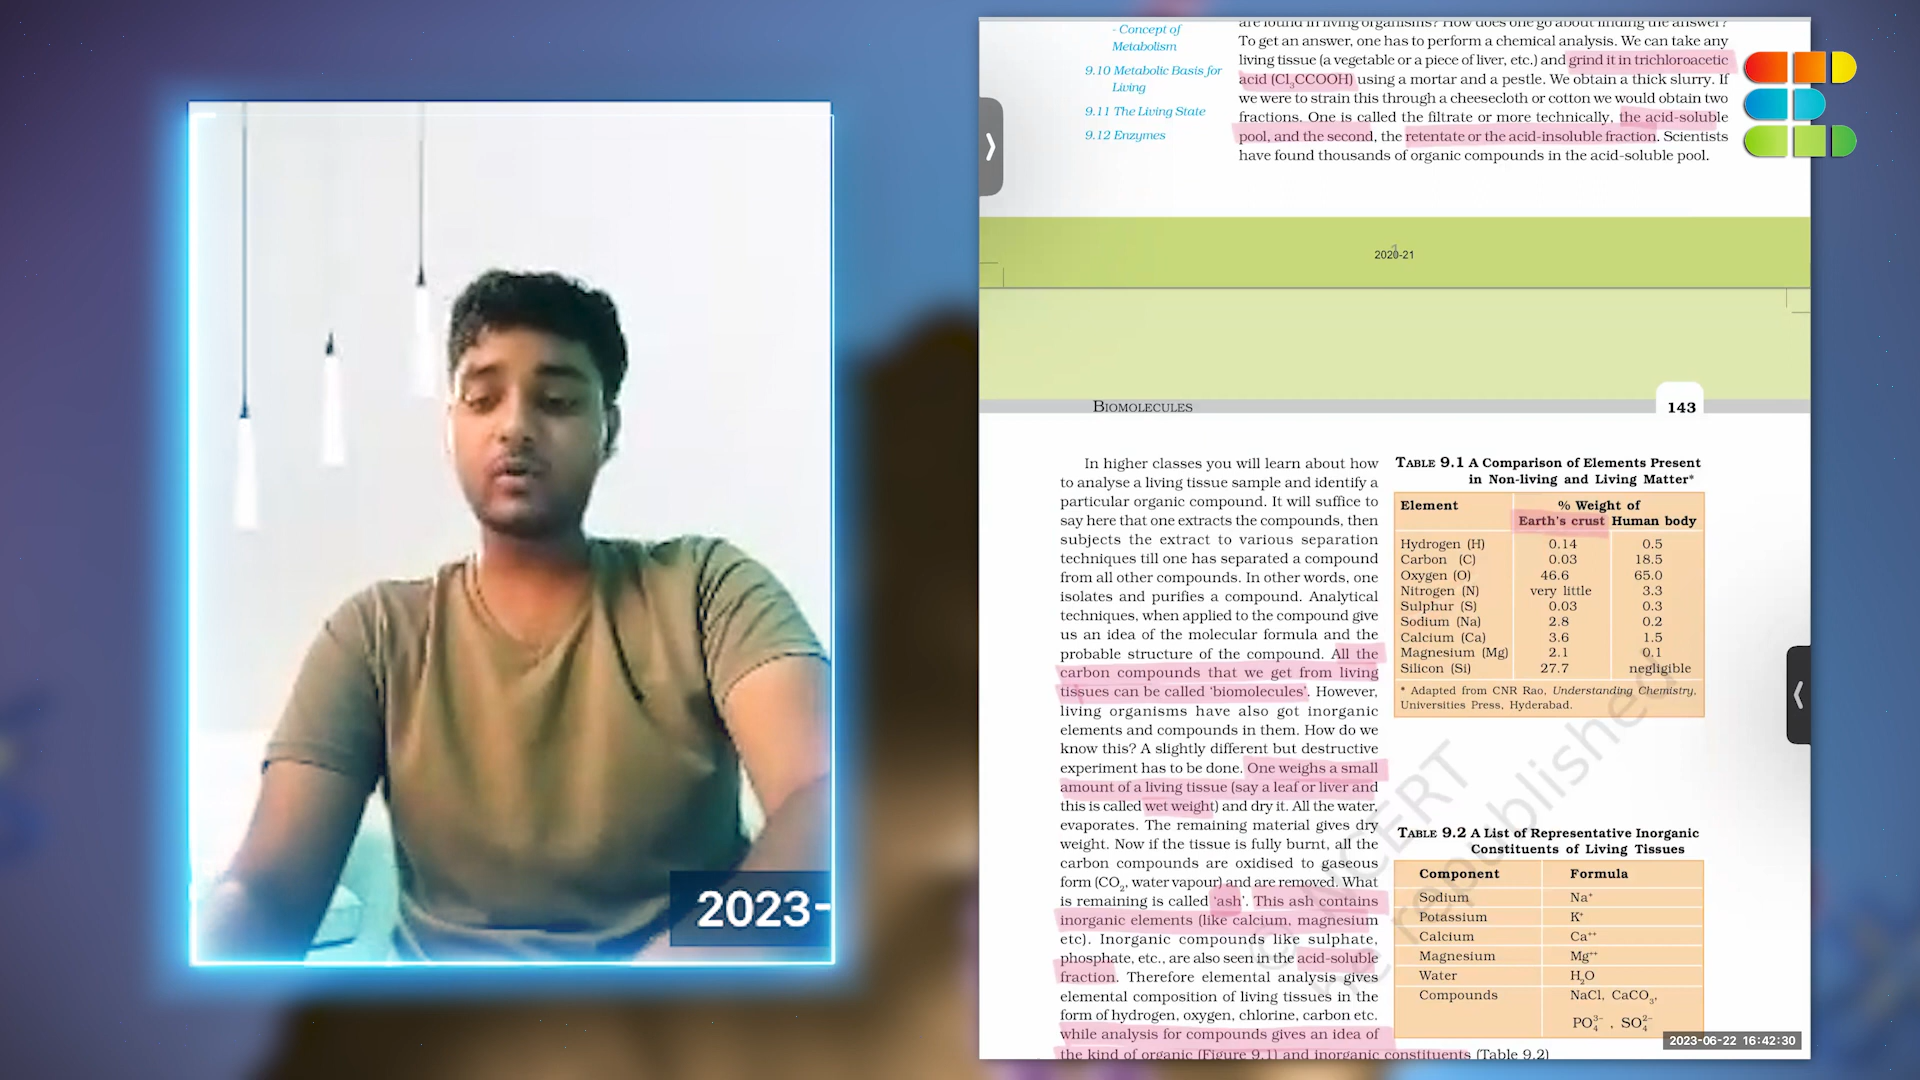 2023-
- Concept of
Metabolism
9.10 Metabolic Basis for
Living
9.11 The Living State
9.12 Enzymes
are found in living organisms? How does one go about finding the answer?
To get an answer, one has to perform a chemical analysis. We can take any
living tissue (a vegetable or a piece of liver, etc.) and grind it in trichloroacetic
acid (Cl₃CCOOH) using a mortar and a pestle. We obtain a thick slurry. If
we were to strain this through a cheesecloth or cotton we would obtain two
fractions. One is called the filtrate or more technically, the acid-soluble
pool, and the second, the retentate or the acid-insoluble fraction. Scientists
have found thousands of organic compounds in the acid-soluble pool.
2020-21
BIOMOLECULES
143
In higher classes you will learn about how
to analyse a living tissue sample and identify a
particular organic compound. It will suffice to
say here that one extracts the compounds, then
subjects the extract to various separation
techniques till one has separated a compound
from all other compounds. In other words, one
isolates and purifies a compound. Analytical
techniques, when applied to the compound give
us an idea of the molecular formula and the
probable structure of the compound. All the
carbon compounds that we get from living
tissues can be called 'biomolecules'. However,
living organisms have also got inorganic
elements and compounds in them. How do we
know this? A slightly different but destructive
experiment has to be done. One weighs a small
amount of a living tissue (say a leaf or liver and
this is called wet weight) and dry it. All the water,
evaporates. The remaining material gives dry
weight. Now if the tissue is fully burnt, all the
carbon compounds are oxidised to gaseous
form (CO₂, water vapour) and are removed. What
is remaining is called 'ash'. This ash contains
inorganic elements (like calcium, magnesium
etc). Inorganic compounds like sulphate,
phosphate, etc., are also seen in the acid-soluble
fraction. Therefore elemental analysis gives
elemental composition of living tissues in the
form of hydrogen, oxygen, chlorine, carbon etc.
while analysis for compounds gives an idea of
the kind of organic (Figure 9.1) and inorganic constituents (Table 9.2)
TABLE 9.1 A Comparison of Elements Present
in Non-living and Living Matter*
Element % Weight of
Earth's crust Human body
Hydrogen (H) 0.14 0.5
Carbon (C) 0.03 18.5
Oxygen (O) 46.6 65.0
Nitrogen (N) very little 3.3
Sulphur (S) 0.03 0.3
Sodium (Na) 2.8 0.2
Calcium (Ca) 3.6 1.5
Magnesium (Mg) 2.1 0.1
Silicon (Si) 27.7 negligible
* Adapted from CNR Rao, Understanding Chemistry,
Universities Press, Hyderabad.
TABLE 9.2 A List of Representative Inorganic
Constituents of Living Tissues
Component Formula
Sodium Na⁺
Potassium K⁺
Calcium Ca⁺⁺
Magnesium Mg⁺⁺
Water H₂O
Compounds NaCl, CaCO₃,
PO₄³⁻ , SO₄²⁻
© NCERT
be republished
2023-06-22 16:42:30